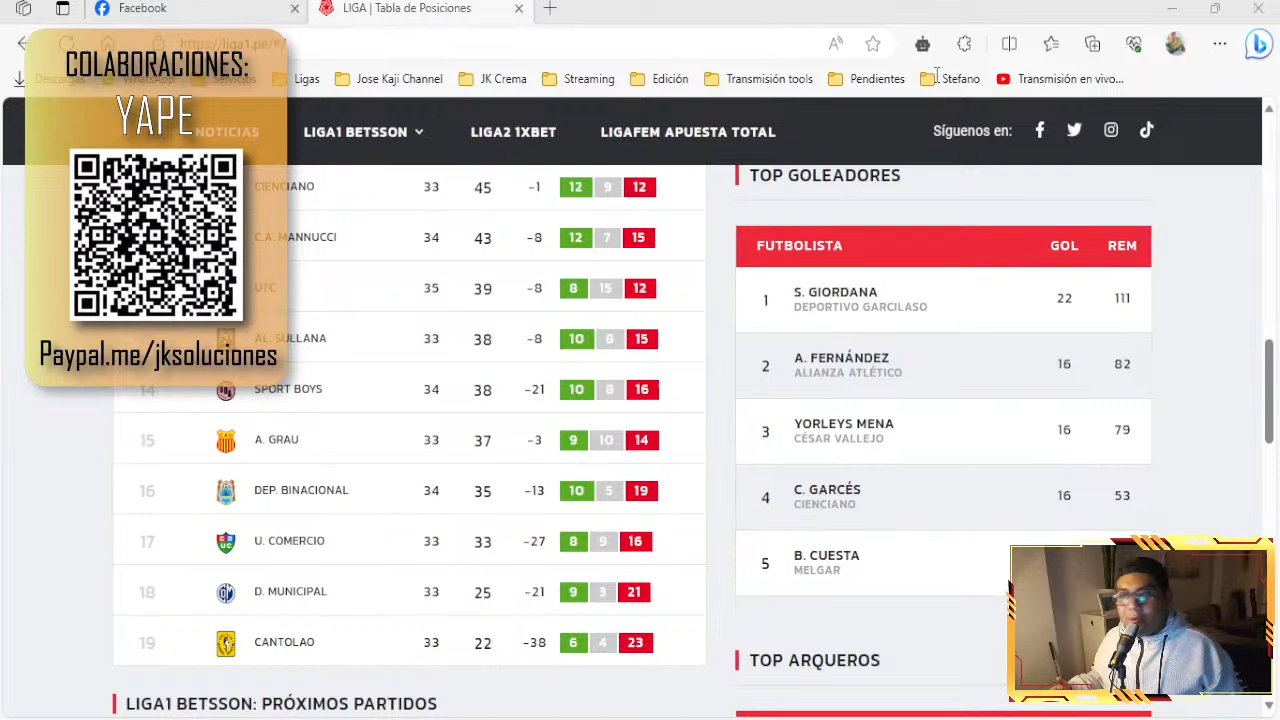 Facebook
LIGA | Tabla de Posiciones
https://liga1.pe/#/
Descargas WhatsApp Servicios Ligas Jose Kaji Channel JK Crema Streaming Edición Transmisión tools Pendientes Stefano Transmisión en vivo...
COLABORACIONES:
YAPE
Paypal.me/jksoluciones
NOTICIAS LIGA1 BETSSON LIGA2 1XBET LIGAFEM APUESTA TOTAL Síguenos en:
CIENCIANO 33 45 -1 12 9 12
C.A. MANNUCCI 34 43 -8 12 7 15
UTC 35 39 -8 8 15 12
AL. SULLANA 33 38 -8 10 8 15
14 SPORT BOYS 34 38 -21 10 8 16
15 A. GRAU 33 37 -3 9 10 14
16 DEP. BINACIONAL 34 35 -13 10 5 19
17 U. COMERCIO 33 33 -27 8 9 16
18 D. MUNICIPAL 33 25 -21 9 3 21
19 CANTOLAO 33 22 -38 6 4 23
LIGA1 BETSSON: PRÓXIMOS PARTIDOS
TOP GOLEADORES
FUTBOLISTA GOL REM
1 S. GIORDANA 22 111
DEPORTIVO GARCILASO
2 A. FERNÁNDEZ 16 82
ALIANZA ATLÉTICO
3 YORLEYS MENA 16 79
CÉSAR VALLEJO
4 C. GARCÉS 16 53
CIENCIANO
5 B. CUESTA
MELGAR
TOP ARQUEROS